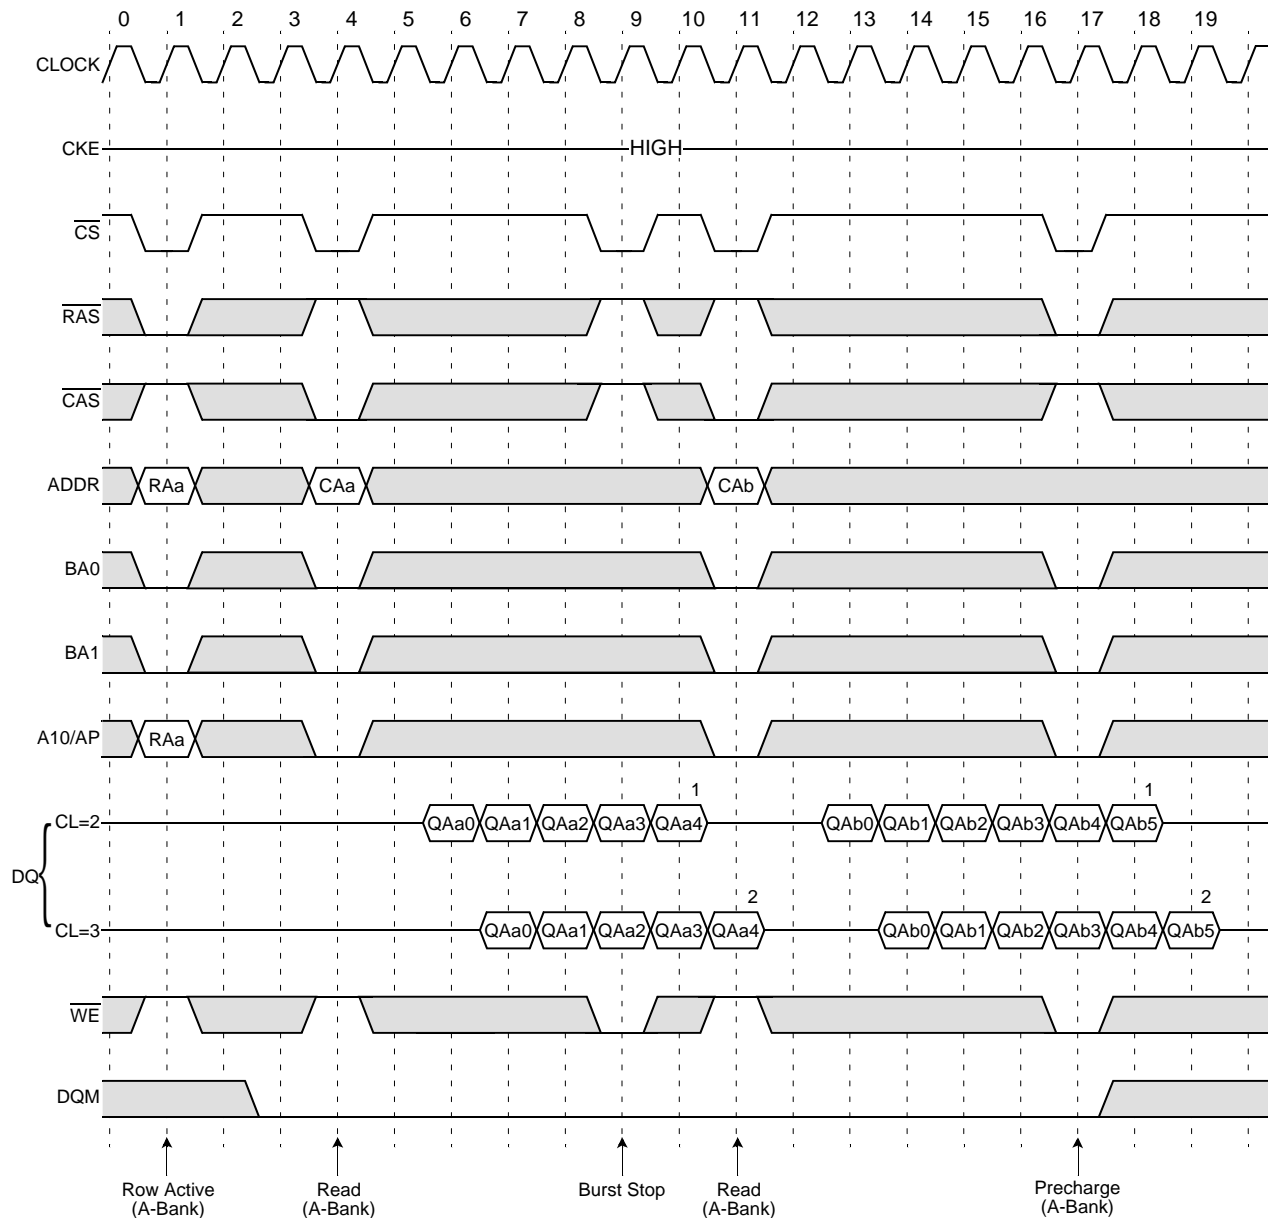 0 1 2 3 4 5 6 7 8 9 10 11 12 13 14 15 16 17 18 19
CLOCK
CKE HIGH
CS
RAS
CAS
ADDR RAa CAa CAb
BA0
BA1
A10/AP RAa
1 1
CL=2 QAa0 QAa1 QAa2 QAa3 QAa4 QAb0 QAb1 QAb2 QAb3 QAb4 QAb5
DQ
2 2
CL=3 QAa0 QAa1 QAa2 QAa3 QAa4 QAb0 QAb1 QAb2 QAb3 QAb4 QAb5
WE
DQM
Row Active Read Burst Stop Read Precharge
(A-Bank) (A-Bank) (A-Bank) (A-Bank)